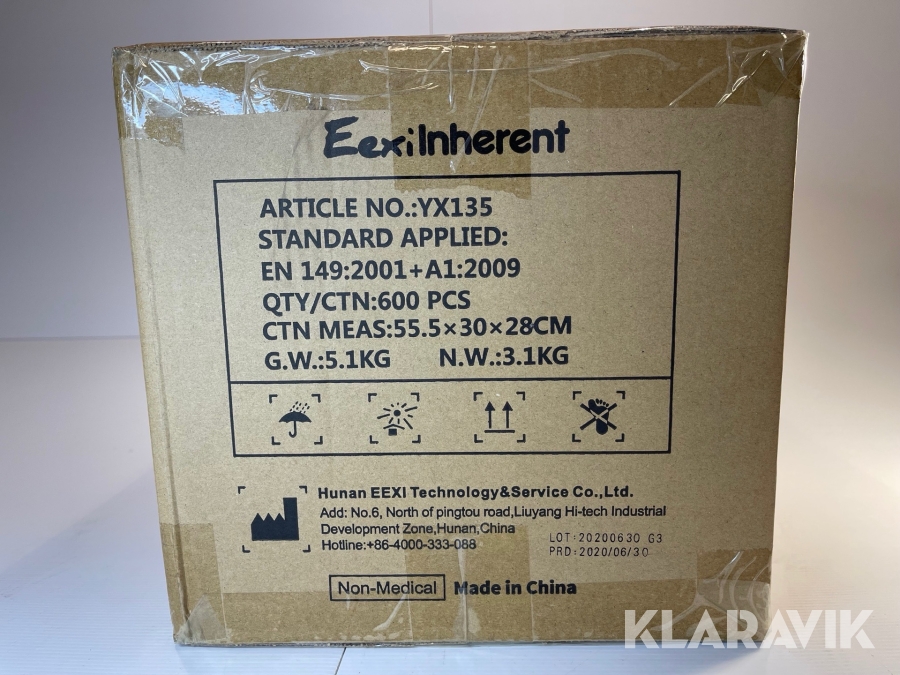 EexiInherent
ARTICLE NO.:YX135
STANDARD APPLIED:
EN 149:2001+A1:2009
QTY/CTN:600 PCS
CTN MEAS:55.5×30×28CM
G.W.:5.1KG N.W.:3.1KG
Hunan EEXI Technology&Service Co.,Ltd.
Add: No.6, North of pingtou road,Liuyang Hi-tech Industrial
Development Zone,Hunan,China
Hotline:+86-4000-333-088
LOT:20200630 G3
PRD:2020/06/30
Non-Medical Made in China
KLARAVIK